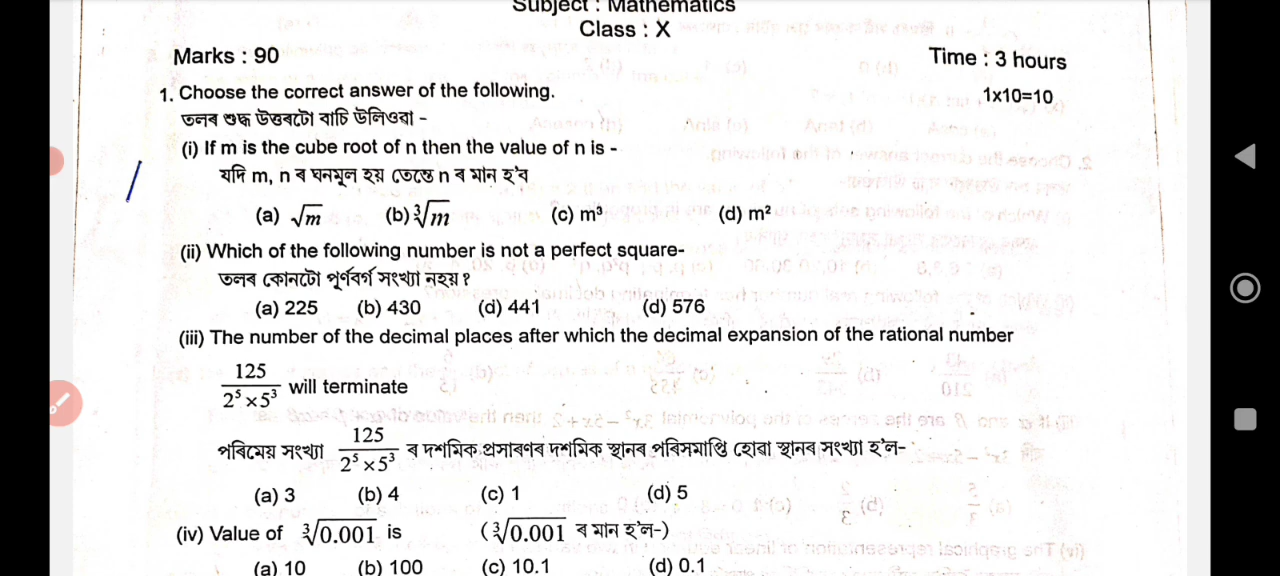 Subject : Mathematics
Class : X
Marks : 90 Time : 3 hours
1. Choose the correct answer of the following. 1x10=10
তলৰ শুদ্ধ উত্তৰটো বাচি উলিওৱা -
(i) If m is the cube root of n then the value of n is -
যদি m, n ৰ ঘনমূল হয় তেন্তে n ৰ মান হ'ব
(a) √m (b) ∛m (c) m³ (d) m²
(ii) Which of the following number is not a perfect square-
তলৰ কোনটো পূৰ্ণবৰ্গ সংখ্যা নহয় ?
(a) 225 (b) 430 (d) 441 (d) 576
(iii) The number of the decimal places after which the decimal expansion of the rational number
125/(2⁵×5³) will terminate
পৰিমেয় সংখ্যা 125/(2⁵×5³) ৰ দশমিক প্ৰসাৰণৰ দশমিক স্থানৰ পৰিসমাপ্তি হোৱা স্থানৰ সংখ্যা হ'ল-
(a) 3 (b) 4 (c) 1 (d) 5
(iv) Value of ∛0.001 is (∛0.001 ৰ মান হ'ল-)
(a) 10 (b) 100 (c) 10.1 (d) 0.1